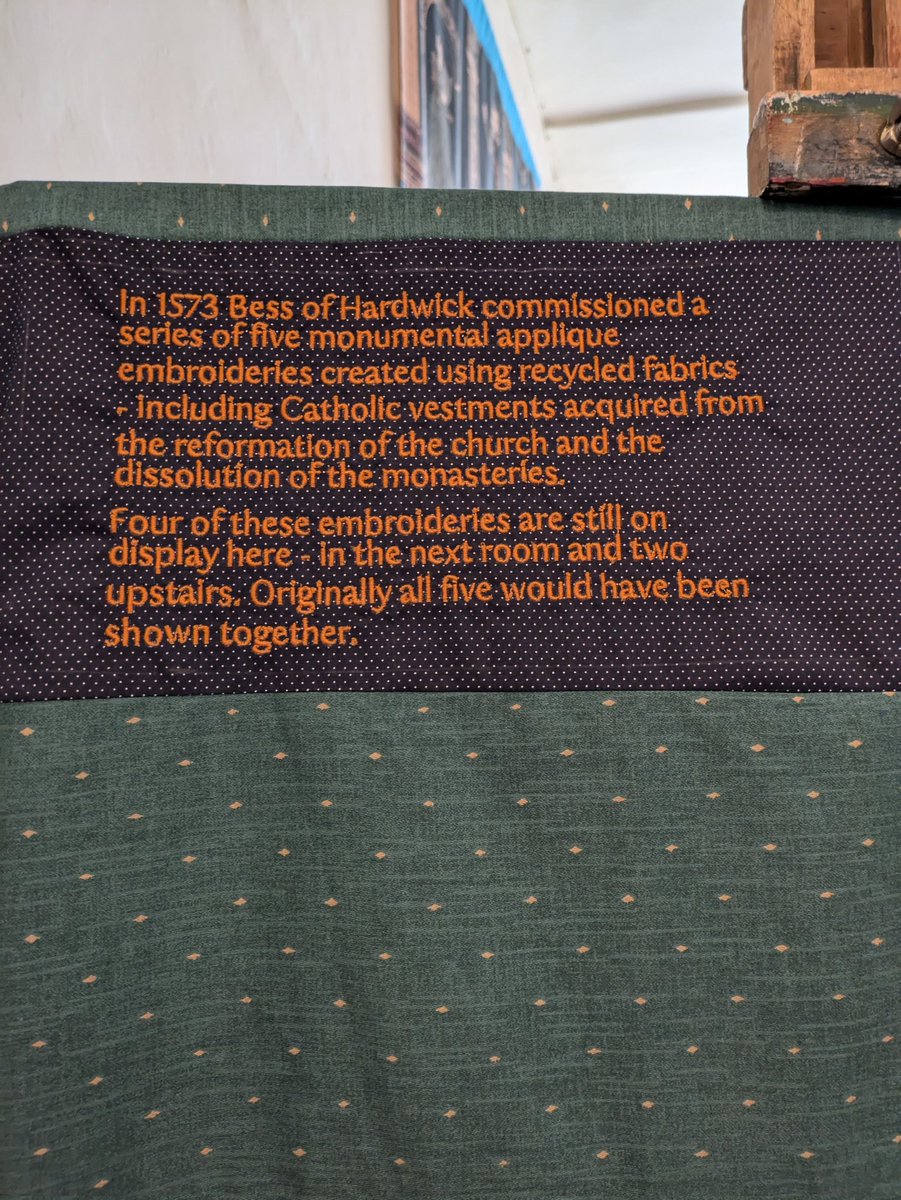 In 1573 Bess of Hardwick commissioned a
series of five monumental applique
embroideries created using recycled fabrics
- including Catholic vestments acquired from
the reformation of the church and the
dissolution of the monasteries.
Four of these embroideries are still on
display here - in the next room and two
upstairs. Originally all five would have been
shown together.